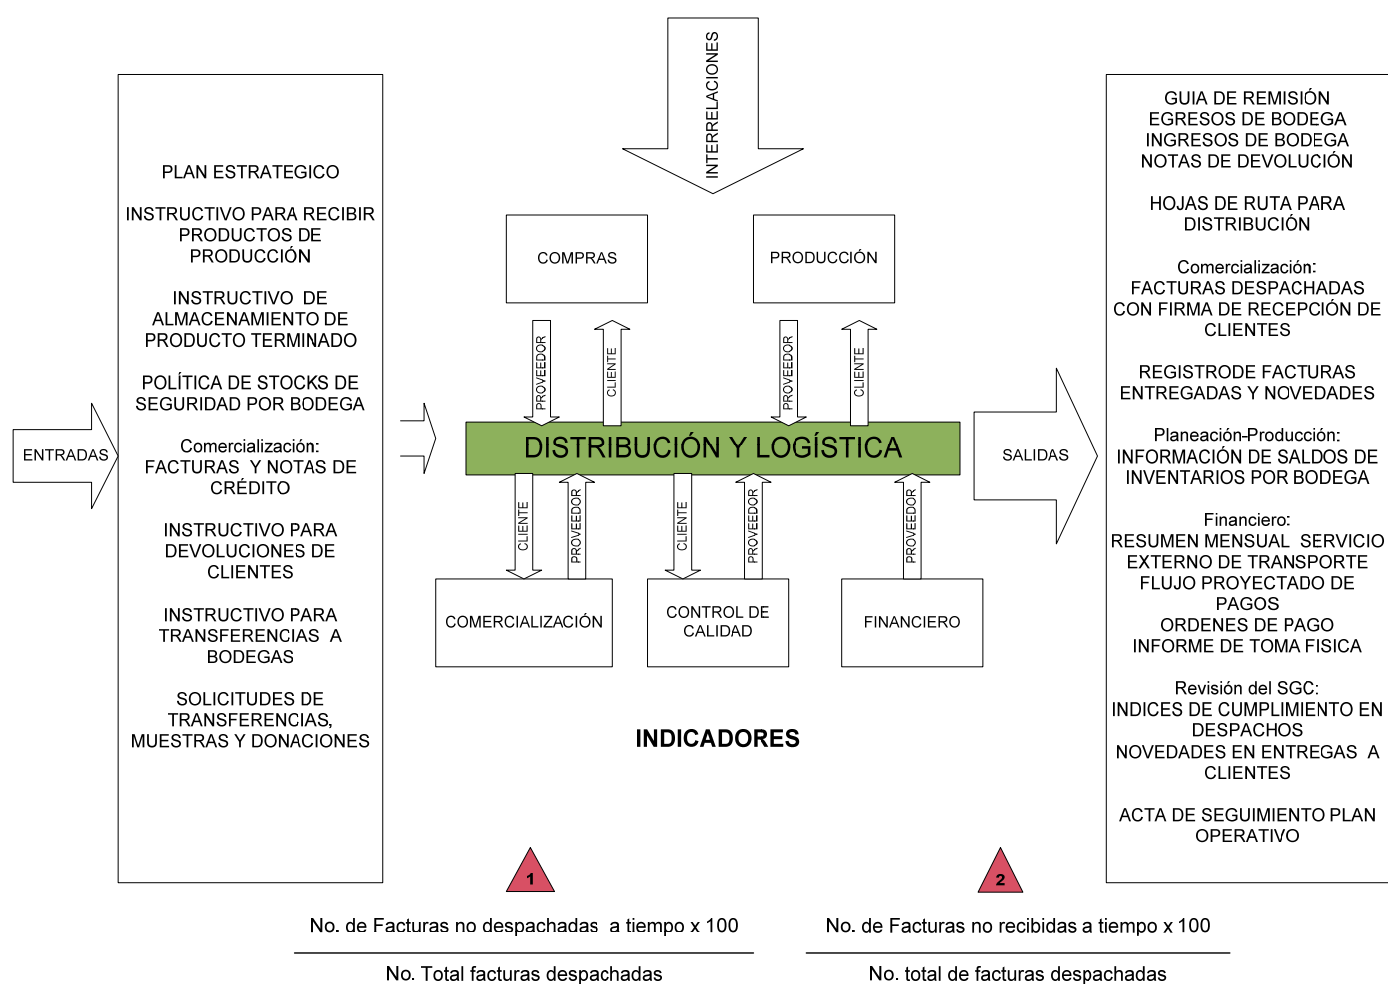 ENTRADAS
PLAN ESTRATEGICO
INSTRUCTIVO PARA RECIBIR
PRODUCTOS DE
PRODUCCIÓN
INSTRUCTIVO DE
ALMACENAMIENTO DE
PRODUCTO TERMINADO
POLÍTICA DE STOCKS DE
SEGURIDAD POR BODEGA
Comercialización:
FACTURAS Y NOTAS DE
CRÉDITO
INSTRUCTIVO PARA
DEVOLUCIONES DE
CLIENTES
INSTRUCTIVO PARA
TRANSFERENCIAS A
BODEGAS
SOLICITUDES DE
TRANSFERENCIAS,
MUESTRAS Y DONACIONES
INTERRELACIONES
COMPRAS
PRODUCCIÓN
PROVEEDOR
CLIENTE
PROVEEDOR
CLIENTE
DISTRIBUCIÓN Y LOGÍSTICA
CLIENTE
PROVEEDOR
CLIENTE
PROVEEDOR
PROVEEDOR
COMERCIALIZACIÓN
CONTROL DE
CALIDAD
FINANCIERO
SALIDAS
GUIA DE REMISIÓN
EGRESOS DE BODEGA
INGRESOS DE BODEGA
NOTAS DE DEVOLUCIÓN
HOJAS DE RUTA PARA
DISTRIBUCIÓN
Comercialización:
FACTURAS DESPACHADAS
CON FIRMA DE RECEPCIÓN DE
CLIENTES
REGISTRODE FACTURAS
ENTREGADAS Y NOVEDADES
Planeación-Producción:
INFORMACIÓN DE SALDOS DE
INVENTARIOS POR BODEGA
Financiero:
RESUMEN MENSUAL SERVICIO
EXTERNO DE TRANSPORTE
FLUJO PROYECTADO DE
PAGOS
ORDENES DE PAGO
INFORME DE TOMA FISICA
Revisión del SGC:
INDICES DE CUMPLIMIENTO EN
DESPACHOS
NOVEDADES EN ENTREGAS A
CLIENTES
ACTA DE SEGUIMIENTO PLAN
OPERATIVO
INDICADORES
1
No. de Facturas no despachadas a tiempo x 100
No. Total facturas despachadas
2
No. de Facturas no recibidas a tiempo x 100
No. total de facturas despachadas